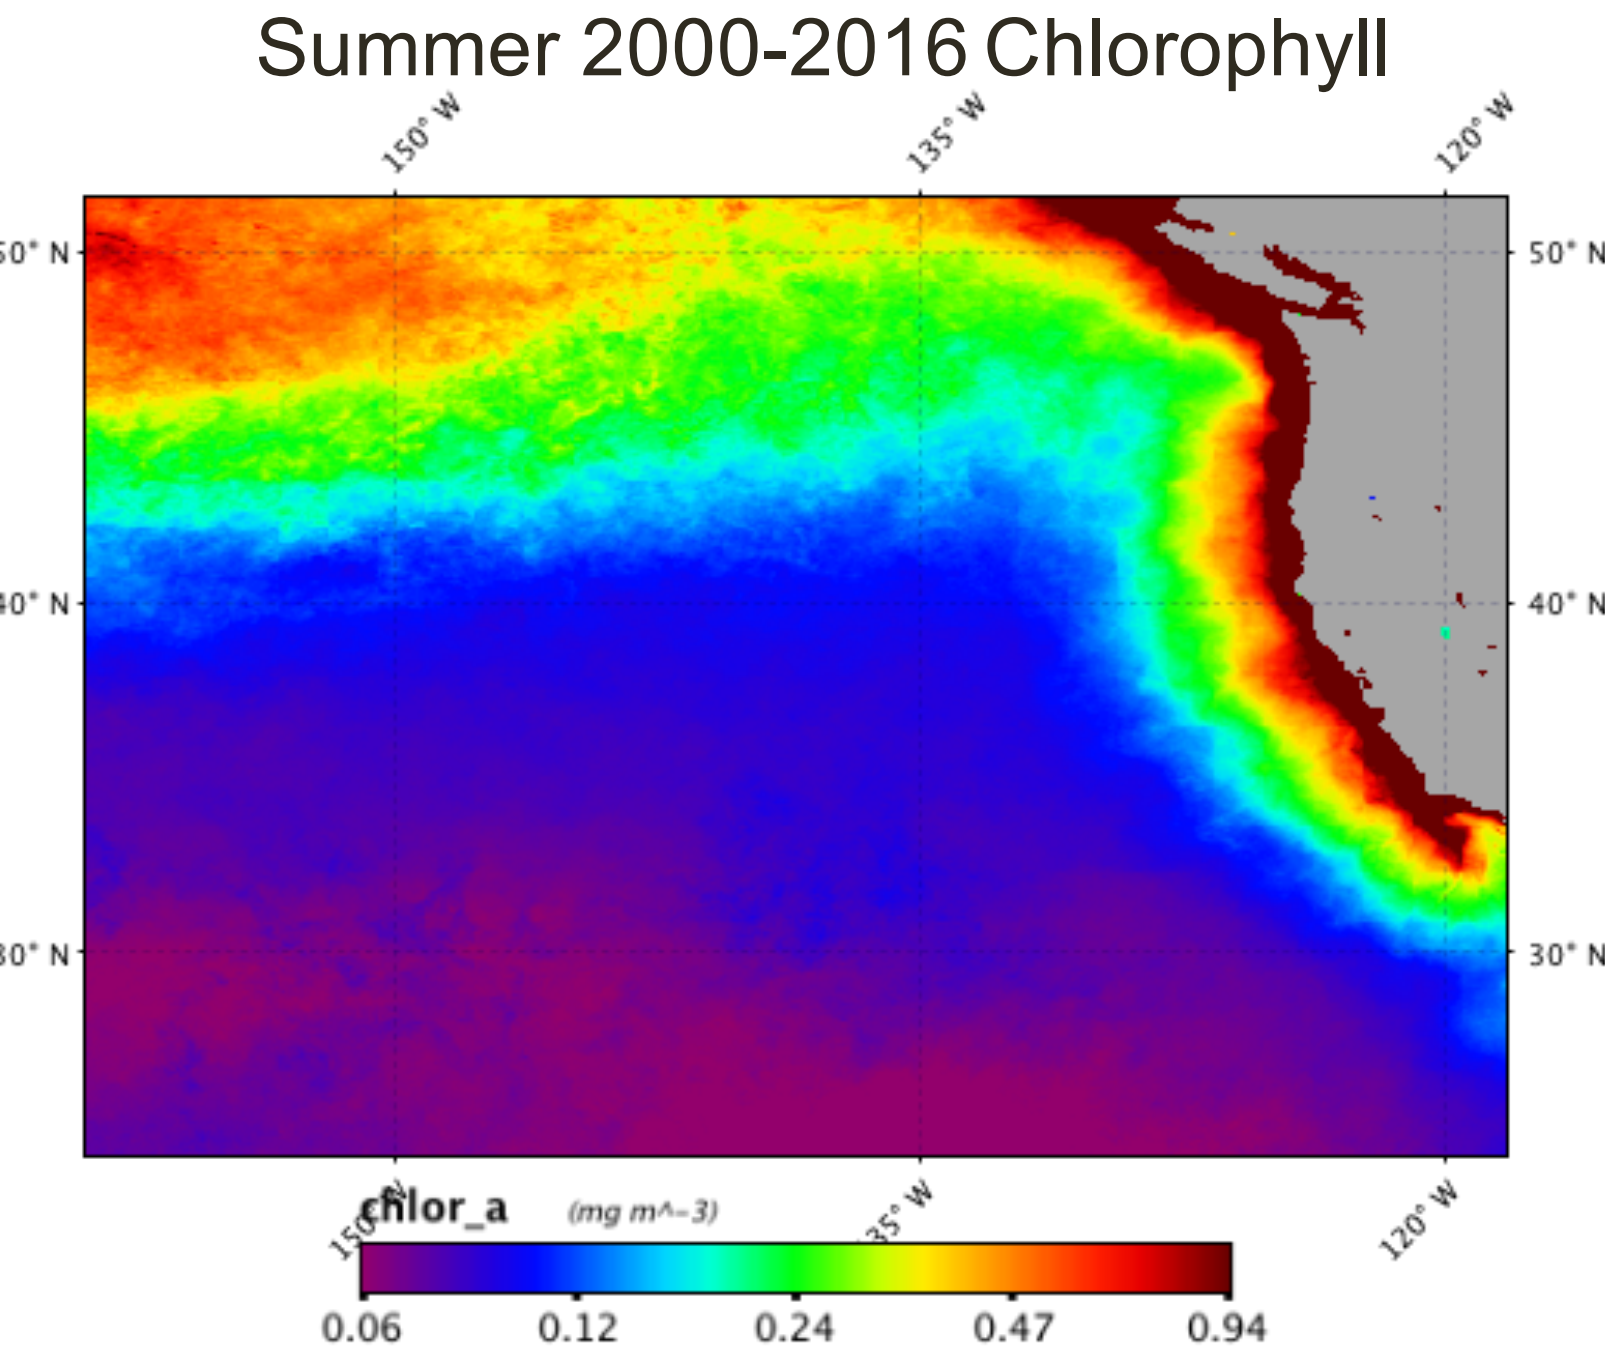 Summer 2000-2016 Chlorophyll
150° W 135° W 120° W
50° N 50° N
40° N 40° N
30° N 30° N
150° W 35° W 120° W
chlor_a (mg m^-3)
0.06 0.12 0.24 0.47 0.94